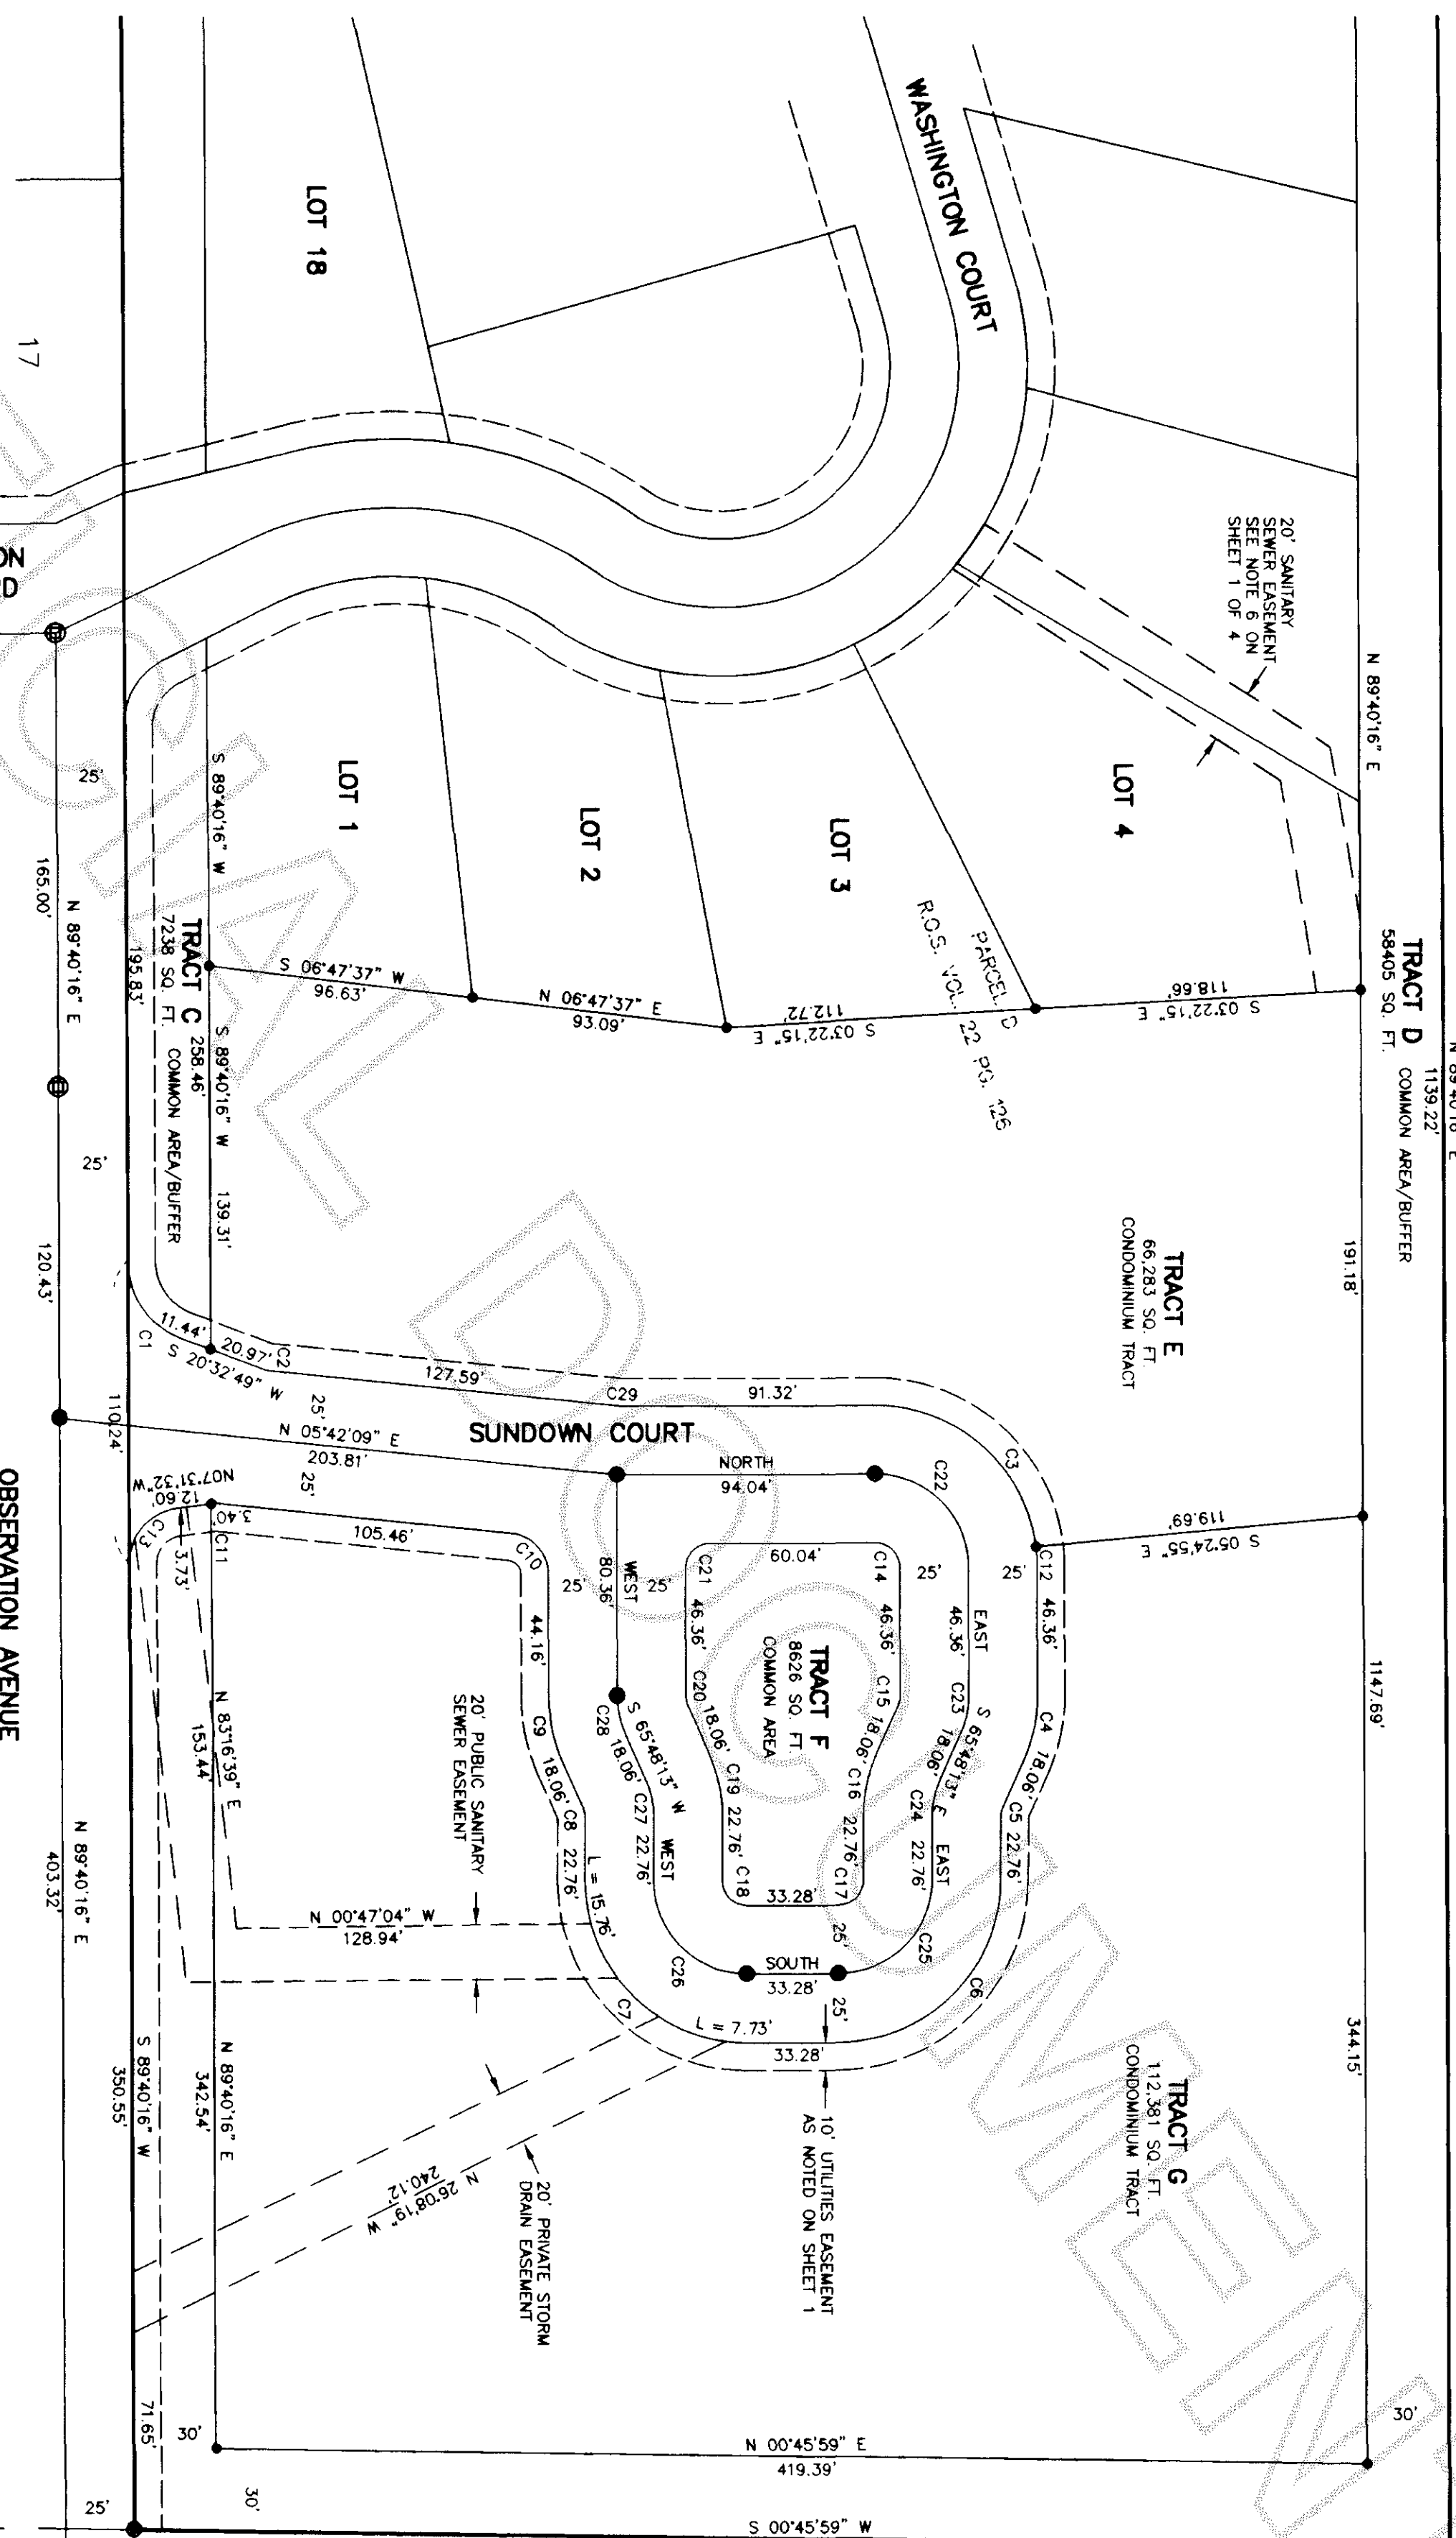 WASHINGTON COURT
LOT 18
17
ON
RD
20' SANITARY
SEWER EASEMENT
SEE NOTE 6 ON
SHEET 1 OF 4
N 89°40'16" E
N 89°40'16" E
1139.22'
TRACT D
58405 SQ. FT.
COMMON AREA/BUFFER
LOT 1
LOT 2
LOT 3
LOT 4
PARCEL D
R.O.S. VOL. 22 PG. 126
S 89°40'16" W
25'
165.00'
N 89°40'16" E
195.83'
TRACT C
7238 SQ. FT.
COMMON AREA/BUFFER
258.46'
S 89°40'16" W
139.31'
S 06°47'37" W
96.63'
N 06°47'37" E
93.09'
112.72'
S 03°22'15" E
118.66'
S 03°22'15" E
191.18'
TRACT E
66,283 SQ. FT.
CONDOMINIUM TRACT
25'
120.43'
C1
11.44'
20.97'
S 20°32'49" W
C2
127.59'
C29
91.32'
C3
110.24'
25'
N 05°42'09" E
203.81'
25'
SUNDOWN COURT
NORTH
94.04'
C22
119.69'
S 05°24'55" E
N07°31'32"W
12.60'
3.40'
C11
C13
3.73'
105.46'
C10
25'
WEST
80.36'
25'
C21
60.04'
C14
25'
25'
C12
46.36'
44.16'
46.36'
46.36'
EAST
46.36'
TRACT F
8626 SQ. FT.
COMMON AREA
C9
C28
C20
C15
C23
C4
S 65°48'13" W
S 65°48'13" E
18.06'
18.06'
18.06'
18.06'
18.06'
18.06'
C8
C27
C19
C16
C24
C5
22.76'
22.76'
22.76'
22.76'
22.76'
22.76'
WEST
EAST
C18
33.28'
C17
L = 15.76'
25'
C25
C26
SOUTH
33.28'
C6
C7
25'
L = 7.73'
33.28'
1147.69'
344.15'
N 83°16'39" E
153.44'
20' PUBLIC SANITARY
SEWER EASEMENT
N 00°47'04" W
128.94'
OBSERVATION AVENUE
N 89°40'16" E
403.32'
S 89°40'16" W
350.55'
N 89°40'16" E
342.54'
N 26°08'19" W
240.12'
20' PRIVATE STORM
DRAIN EASEMENT
10' UTILITIES EASEMENT
AS NOTED ON SHEET 1
TRACT G
112,381 SQ. FT.
CONDOMINIUM TRACT
71.65'
30'
N 00°45'59" E
419.39'
30'
30'
25'
S 00°45'59" W